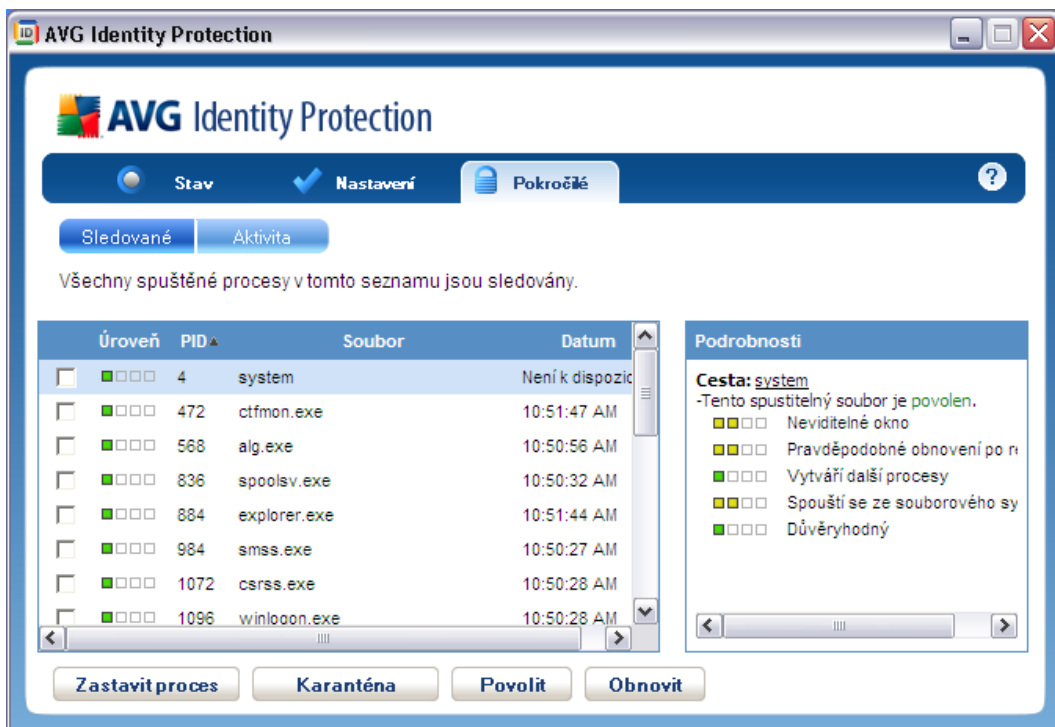 AVG Identity Protection
AVG Identity Protection
Stav Nastavení Pokročilé ?
Sledované Aktivita
Všechny spuštěné procesy v tomto seznamu jsou sledovány.
Úroveň PID Soubor Datum
4 system Není k dispozic
472 ctfmon.exe 10:51:47 AM
568 alg.exe 10:50:56 AM
836 spoolsv.exe 10:50:32 AM
884 explorer.exe 10:51:44 AM
984 smss.exe 10:50:27 AM
1072 csrss.exe 10:50:28 AM
1096 winlogon.exe 10:50:28 AM
Podrobnosti
Cesta: system
-Tento spustitelný soubor je povolen.
Neviditelné okno
Pravděpodobné obnovení po re
Vytváří další procesy
Spouští se ze souborového sy
Důvěryhodný
Zastavit proces Karanténa Povolit Obnovit